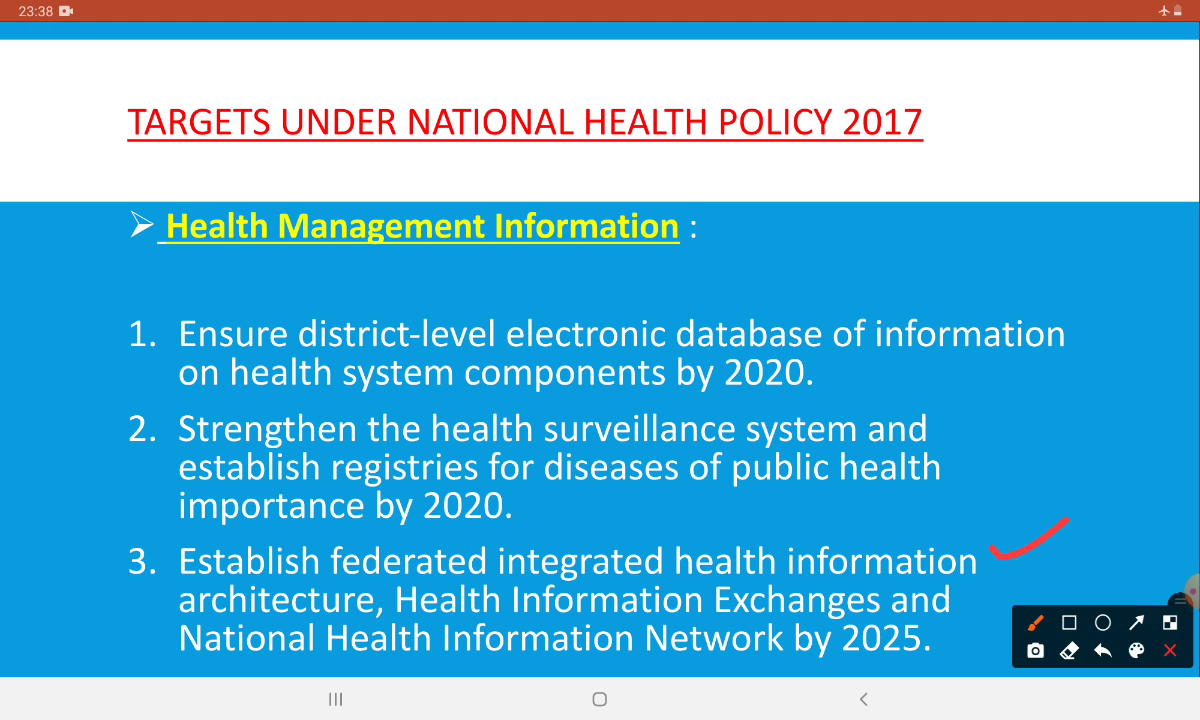 23:38
TARGETS UNDER NATIONAL HEALTH POLICY 2017
Health Management Information :
1. Ensure district-level electronic database of information
on health system components by 2020.
2. Strengthen the health surveillance system and
establish registries for diseases of public health
importance by 2020.
3. Establish federated integrated health information
architecture, Health Information Exchanges and
National Health Information Network by 2025.